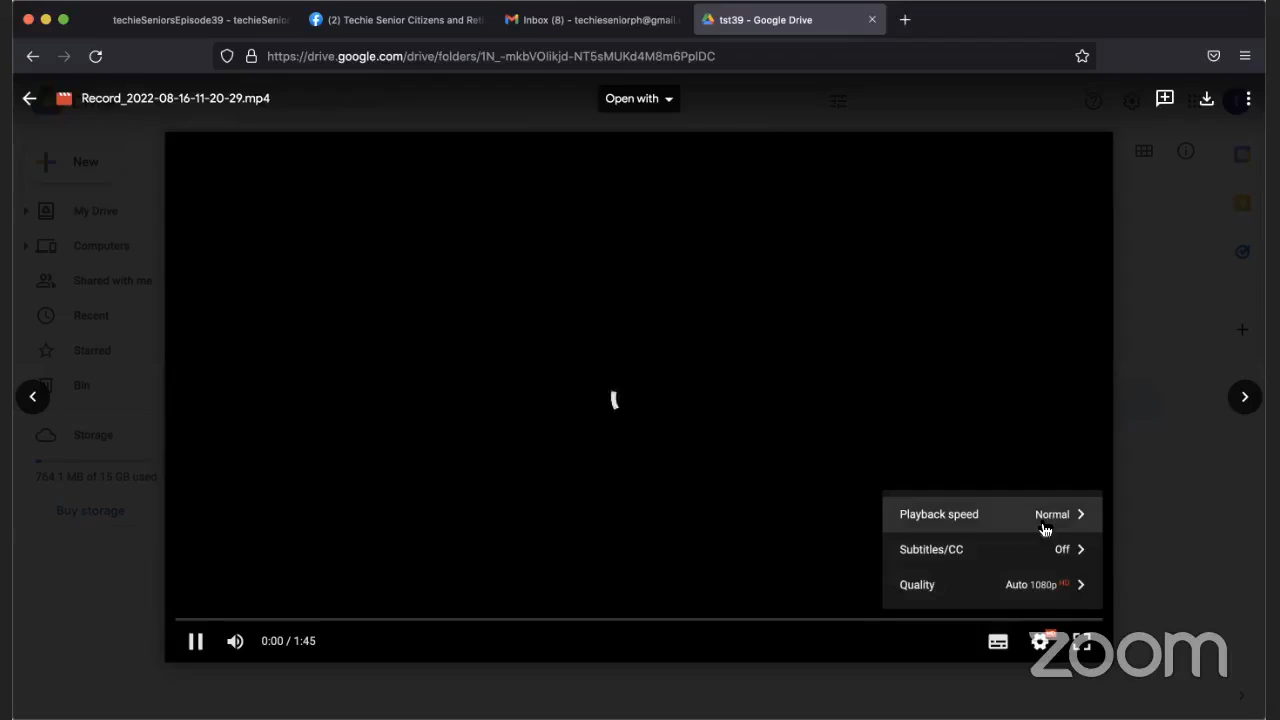 techieSeniorsEpisode39 - techieSenior
(2) Techie Senior Citizens and Reti
Inbox (8) - techieseniorph@gmail.
tst39 - Google Drive
https://drive.google.com/drive/folders/1N_-mkbVOlikjd-NT5sMUKd4M8m6PplDC
Record_2022-08-16-11-20-29.mp4
Open with
New
My Drive
Computers
Shared with me
Recent
Starred
Bin
Storage
764.1 MB of 15 GB used
Buy storage
Playback speed Normal
Subtitles/CC Off
Quality Auto 1080p HD
0:00 / 1:45
zoom